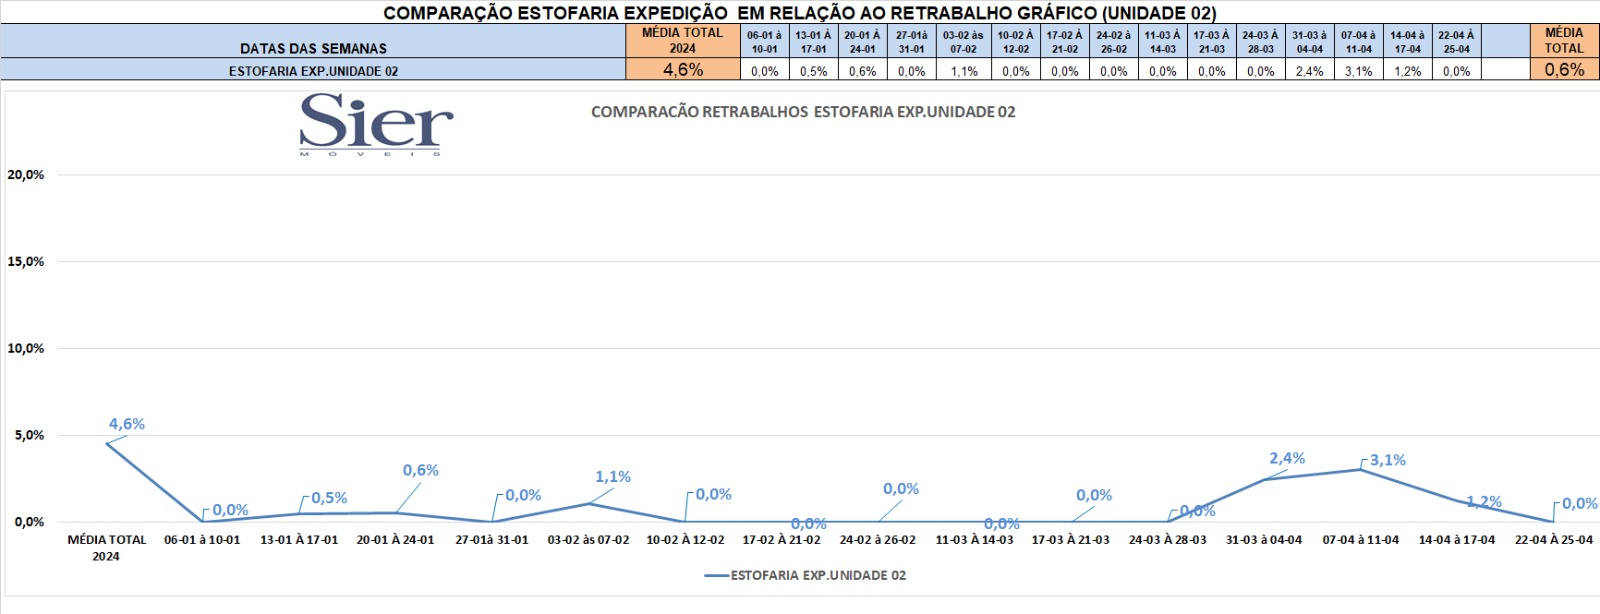 COMPARAÇÃO ESTOFARIA EXPEDIÇÃO  EM RELAÇÃO AO RETRABALHO GRÁFICO (UNIDADE 02)
DATAS DAS SEMANAS
MÉDIA TOTAL
2024
06-01 à
10-01
13-01 À
17-01
20-01 À
24-01
27-01à
31-01
03-02 às
07-02
10-02 À
12-02
17-02 À
21-02
24-02 à
26-02
11-03 À
14-03
17-03 À
21-03
24-03 À
28-03
31-03 à
04-04
07-04 à
11-04
14-04 à
17-04
22-04 À
25-04
MÉDIA
TOTAL
ESTOFARIA EXP.UNIDADE 02 4,6% 0,0% 0,5% 0,6% 0,0% 1,1% 0,0% 0,0% 0,0% 0,0% 0,0% 0,0% 2,4% 3,1% 1,2% 0,0% 0,6%
Sier
MOVEIS
COMPARACÃO RETRABALHOS  ESTOFARIA EXP.UNIDADE 02
20,0%
15,0%
10,0%
5,0%
0,0%
4,6%
0,0%
0,5%
0,6%
0,0%
1,1%
0,0%
0,0%
0,0%
0,0%
0,0%
0,0%
2,4%
3,1%
1,2%
0,0%
MÉDIA TOTAL
2024
06-01 à 10-01
13-01 À 17-01
20-01 À 24-01
27-01à 31-01
03-02 às 07-02
10-02 À 12-02
17-02 À 21-02
24-02 à 26-02
11-03 À 14-03
17-03 À 21-03
24-03 À 28-03
31-03 à 04-04
07-04 à 11-04
14-04 à 17-04
22-04 À 25-04
ESTOFARIA EXP.UNIDADE 02